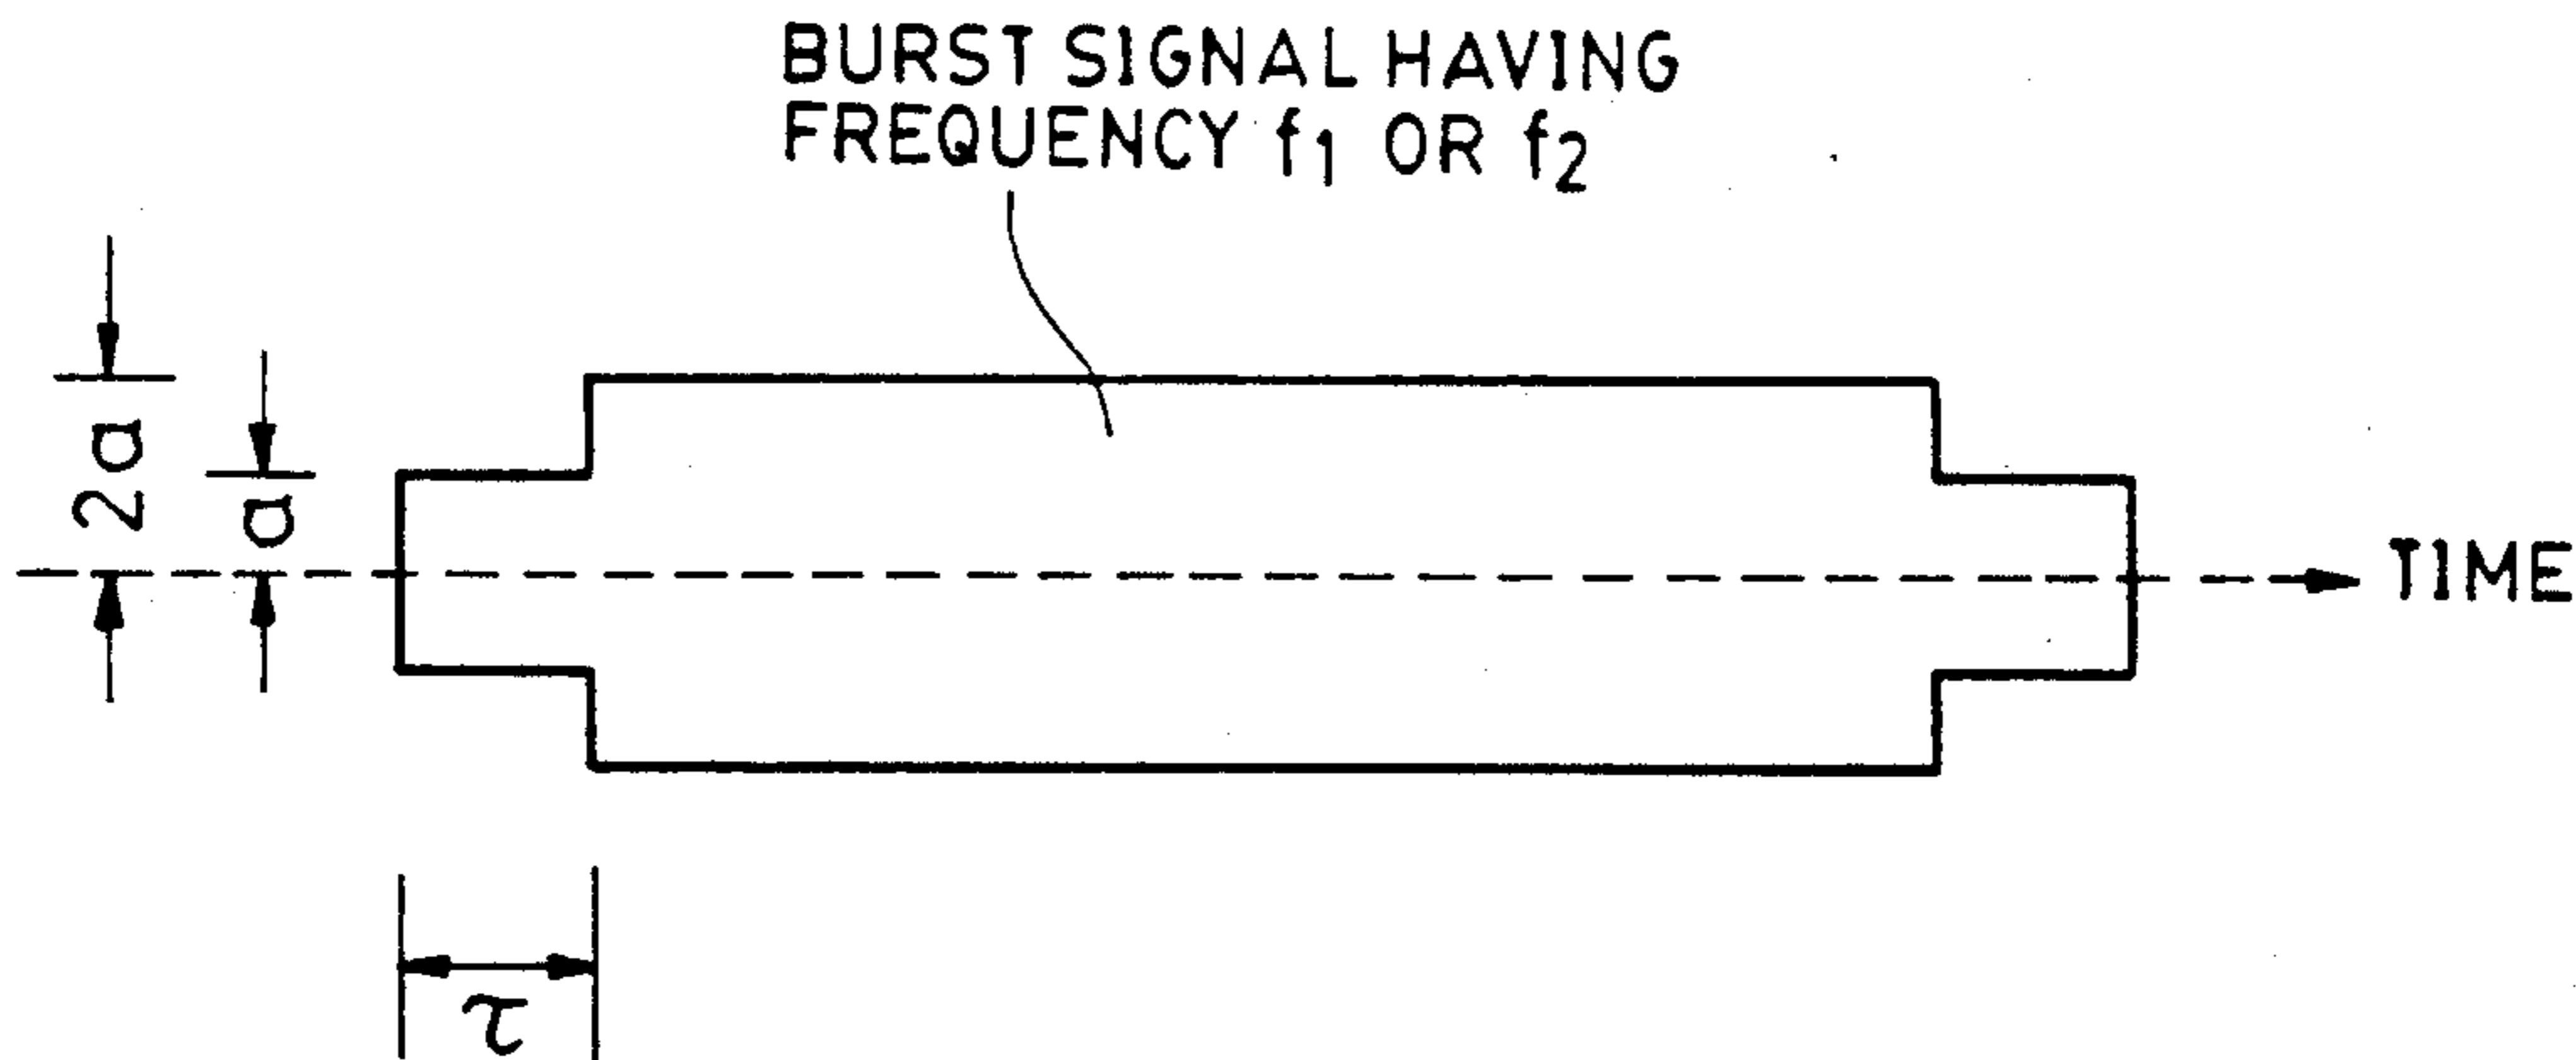 BURST SIGNAL HAVING
FREQUENCY f₁ OR f₂
2a
a
TIME
τ